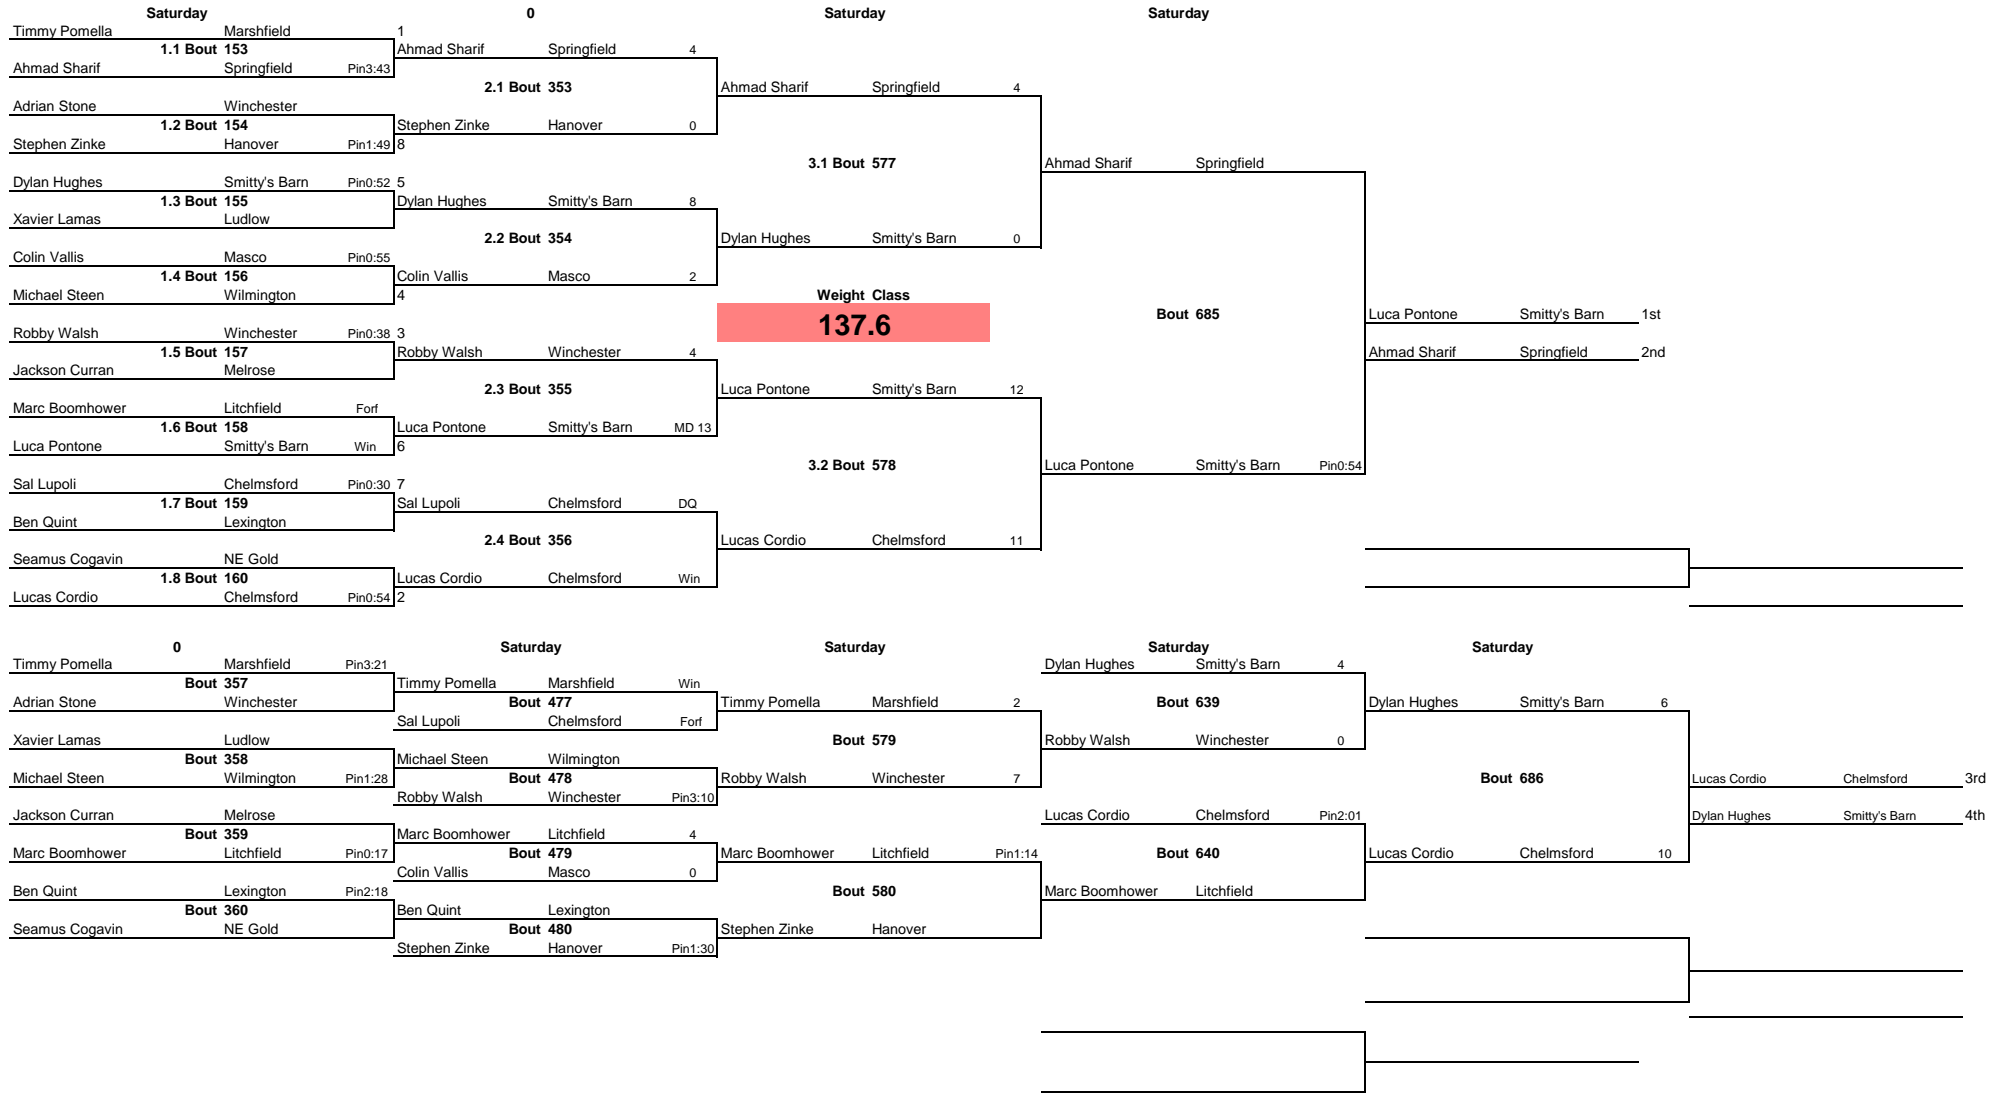 Saturday 0 Saturday Saturday
Timmy Pomella Marshfield 1
1.1 Bout 153 Ahmad Sharif Springfield 4
Ahmad Sharif Springfield Pin3:43
2.1 Bout 353 Ahmad Sharif Springfield 4
Adrian Stone Winchester
1.2 Bout 154 Stephen Zinke Hanover 0
Stephen Zinke Hanover Pin1:49 8
3.1 Bout 577 Ahmad Sharif Springfield
Dylan Hughes Smitty's Barn Pin0:52 5
1.3 Bout 155 Dylan Hughes Smitty's Barn 8
Xavier Lamas Ludlow
2.2 Bout 354 Dylan Hughes Smitty's Barn 0
Colin Vallis Masco Pin0:55
1.4 Bout 156 Colin Vallis Masco 2
Michael Steen Wilmington 4 Weight Class
137.6 Bout 685 Luca Pontone Smitty's Barn 1st
Robby Walsh Winchester Pin0:38 3
1.5 Bout 157 Robby Walsh Winchester 4 Ahmad Sharif Springfield 2nd
Jackson Curran Melrose
2.3 Bout 355 Luca Pontone Smitty's Barn 12
Marc Boomhower Litchfield Forf
1.6 Bout 158 Luca Pontone Smitty's Barn MD 13
Luca Pontone Smitty's Barn Win 6
3.2 Bout 578 Luca Pontone Smitty's Barn Pin0:54
Sal Lupoli Chelmsford Pin0:30 7
1.7 Bout 159 Sal Lupoli Chelmsford DQ
Ben Quint Lexington
2.4 Bout 356 Lucas Cordio Chelmsford 11
Seamus Cogavin NE Gold
1.8 Bout 160 Lucas Cordio Chelmsford Win
Lucas Cordio Chelmsford Pin0:54 2
0 Saturday Saturday Saturday Saturday
Timmy Pomella Marshfield Pin3:21 Dylan Hughes Smitty's Barn 4
Bout 357 Timmy Pomella Marshfield Win
Adrian Stone Winchester Bout 477 Timmy Pomella Marshfield 2 Bout 639 Dylan Hughes Smitty's Barn 6
Sal Lupoli Chelmsford Forf
Xavier Lamas Ludlow Bout 579 Robby Walsh Winchester 0
Bout 358 Michael Steen Wilmington
Michael Steen Wilmington Pin1:28 Bout 478 Robby Walsh Winchester 7 Bout 686 Lucas Cordio Chelmsford 3rd
Robby Walsh Winchester Pin3:10
Jackson Curran Melrose Lucas Cordio Chelmsford Pin2:01 Dylan Hughes Smitty's Barn 4th
Bout 359 Marc Boomhower Litchfield 4
Marc Boomhower Litchfield Pin0:17 Bout 479 Marc Boomhower Litchfield Pin1:14 Bout 640 Lucas Cordio Chelmsford 10
Colin Vallis Masco 0
Ben Quint Lexington Pin2:18 Bout 580 Marc Boomhower Litchfield
Bout 360 Ben Quint Lexington
Seamus Cogavin NE Gold Bout 480 Stephen Zinke Hanover
Stephen Zinke Hanover Pin1:30